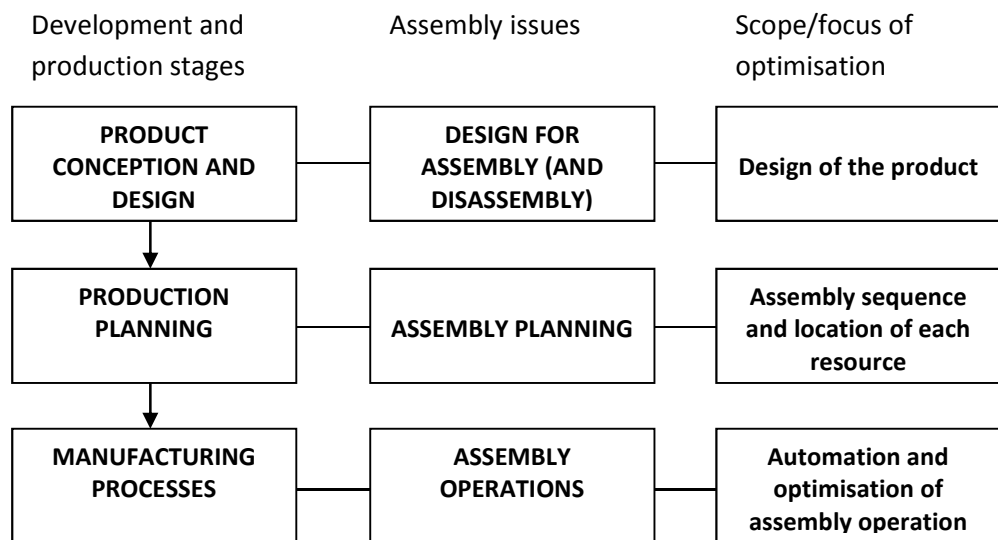 Development and
production stages
Assembly issues
Scope/focus of
optimisation
PRODUCT
CONCEPTION AND
DESIGN
DESIGN FOR
ASSEMBLY (AND
DISASSEMBLY)
Design of the product
PRODUCTION
PLANNING
ASSEMBLY PLANNING
Assembly sequence
and location of each
resource
MANUFACTURING
PROCESSES
ASSEMBLY
OPERATIONS
Automation and
optimisation of
assembly operation